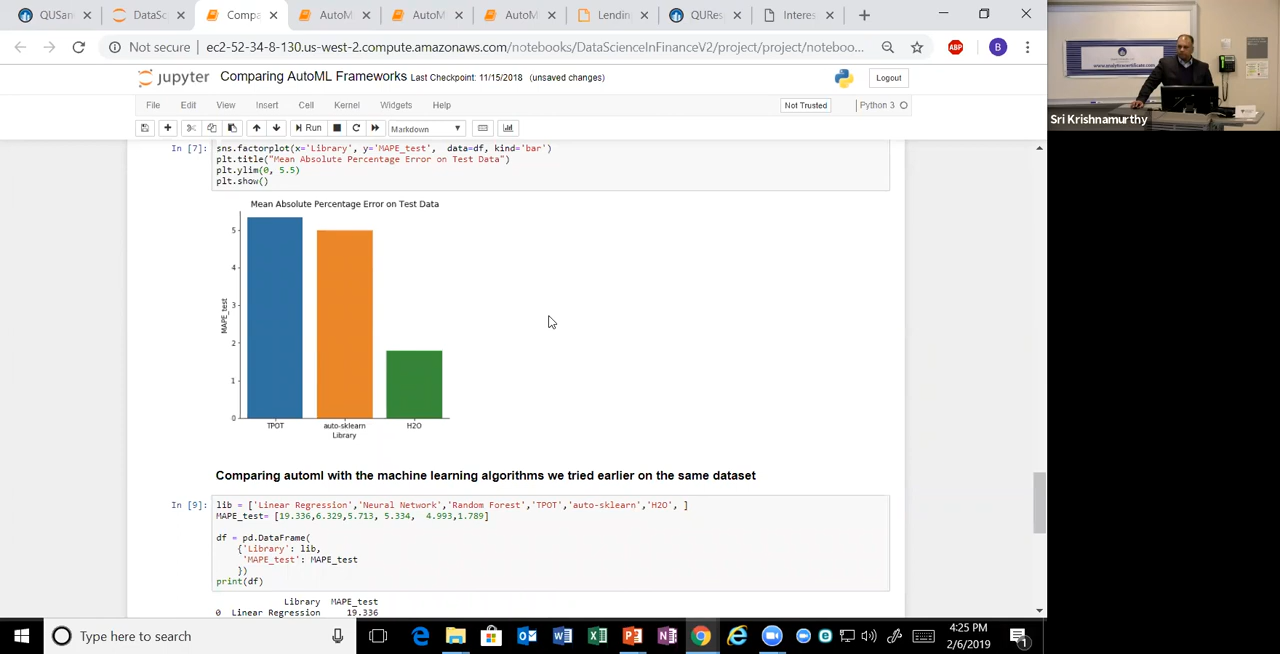 QUSan
DataSc
Compa
AutoM
AutoM
AutoM
Lendin
QURes
Interes
Not secure
ec2-52-34-8-130.us-west-2.compute.amazonaws.com/notebooks/DataScienceInFinanceV2/project/project/noteboo...
ABP
B
jupyter Comparing AutoML Frameworks Last Checkpoint: 11/15/2018 (unsaved changes)
Logout
File Edit View Insert Cell Kernel Widgets Help
Not Trusted
Python 3
Run
Markdown
In [7]:
sns.factorplot(x='Library', y='MAPE_test', data=df, kind='bar')
plt.title("Mean Absolute Percentage Error on Test Data")
plt.ylim(0, 5.5)
plt.show()
Mean Absolute Percentage Error on Test Data
5
4
3
2
1
0
MAPE_test
TPOT auto-sklearn H2O
Library
Comparing automl with the machine learning algorithms we tried earlier on the same dataset
In [9]:
lib = ['Linear Regression','Neural Network','Random Forest','TPOT','auto-sklearn','H2O', ]
MAPE_test= [19.336,6.329,5.713, 5.334, 4.993,1.789]
df = pd.DataFrame(
{'Library': lib,
'MAPE_test': MAPE_test
})
print(df)
Library MAPE_test
0 Linear Regression 19.336
www.analyticscertificate.com
Sri Krishnamurthy
Type here to search
4:25 PM
2/6/2019
1